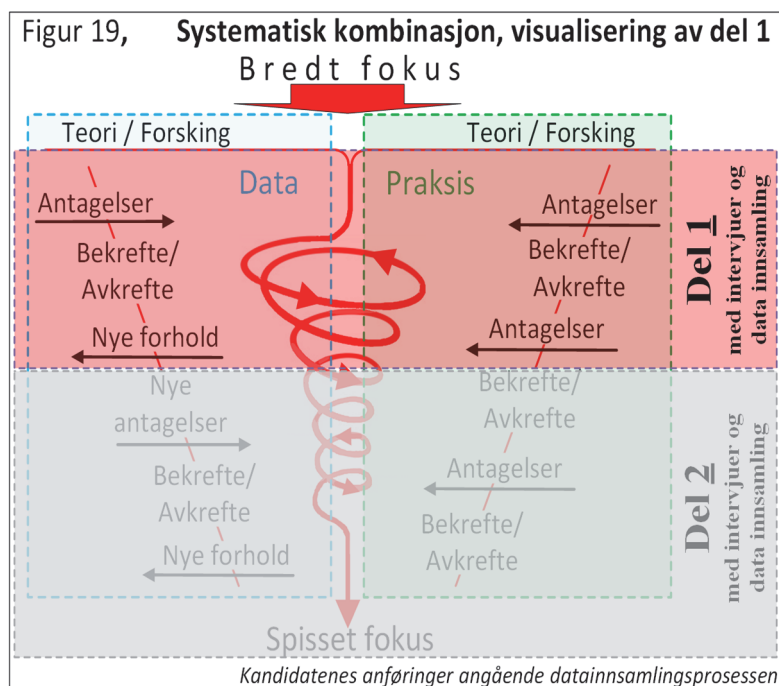 Figur 19, Systematisk kombinasjon, visualisering av del 1
Bredt fokus
Teori / Forsking
Data
Antagelser
Bekrefte/
Avkrefte
Nye forhold
Nye
antagelser
Bekrefte/
Avkrefte
Nye forhold
Teori / Forsking
Praksis
Antagelser
Bekrefte/
Avkrefte
Antagelser
Bekrefte/
Avkrefte
Antagelser
Bekrefte/
Avkrefte
Del 1
med intervjuer og
data innsamling
Del 2
med intervjuer og
data innsamling
Spisset fokus
Kandidatenes anføringer angående datainnsamlingsprosessen